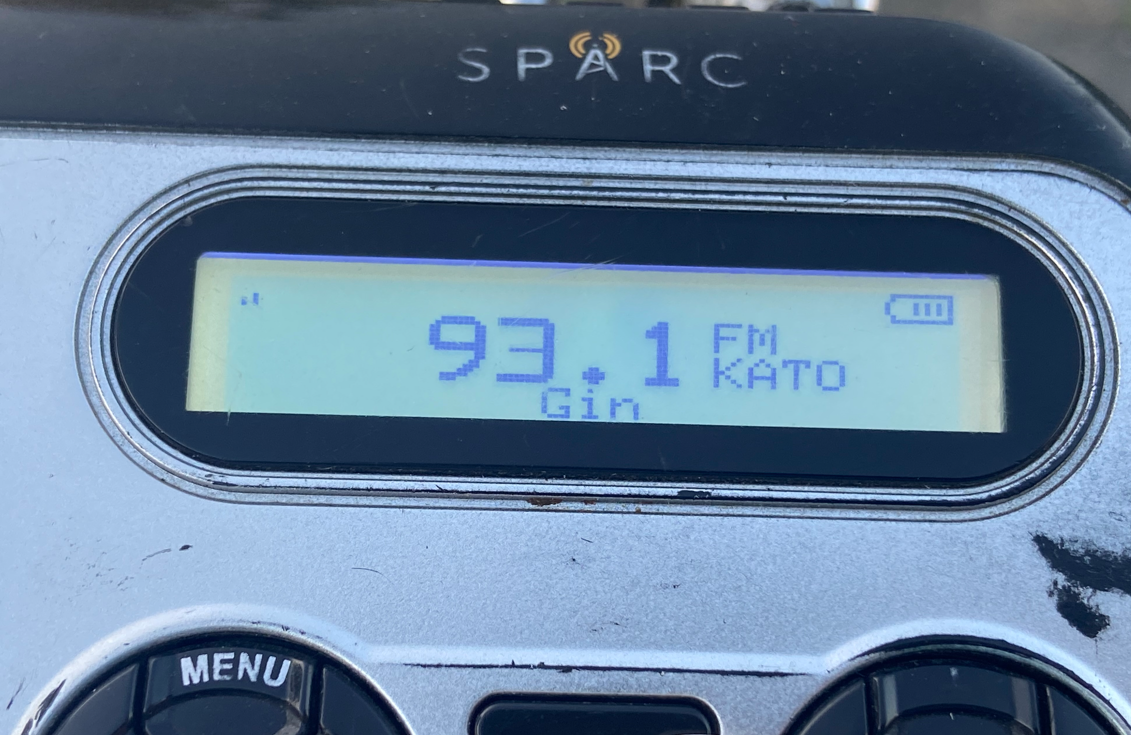 SPARC
93.1 FM
KATO
Gin
MENU